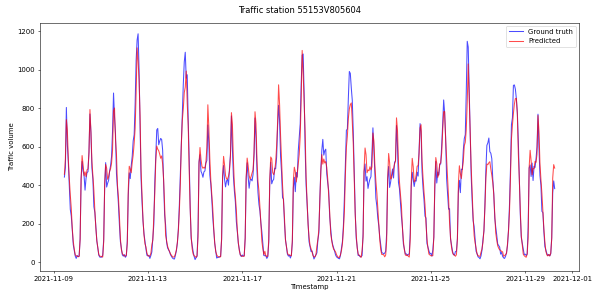 Traffic station 55153V805604
Ground truth
Predicted
Traffic volume
1200
1000
800
600
400
200
0
2021-11-09
2021-11-13
2021-11-17
2021-11-21
2021-11-25
2021-11-29
2021-12-01
Timestamp